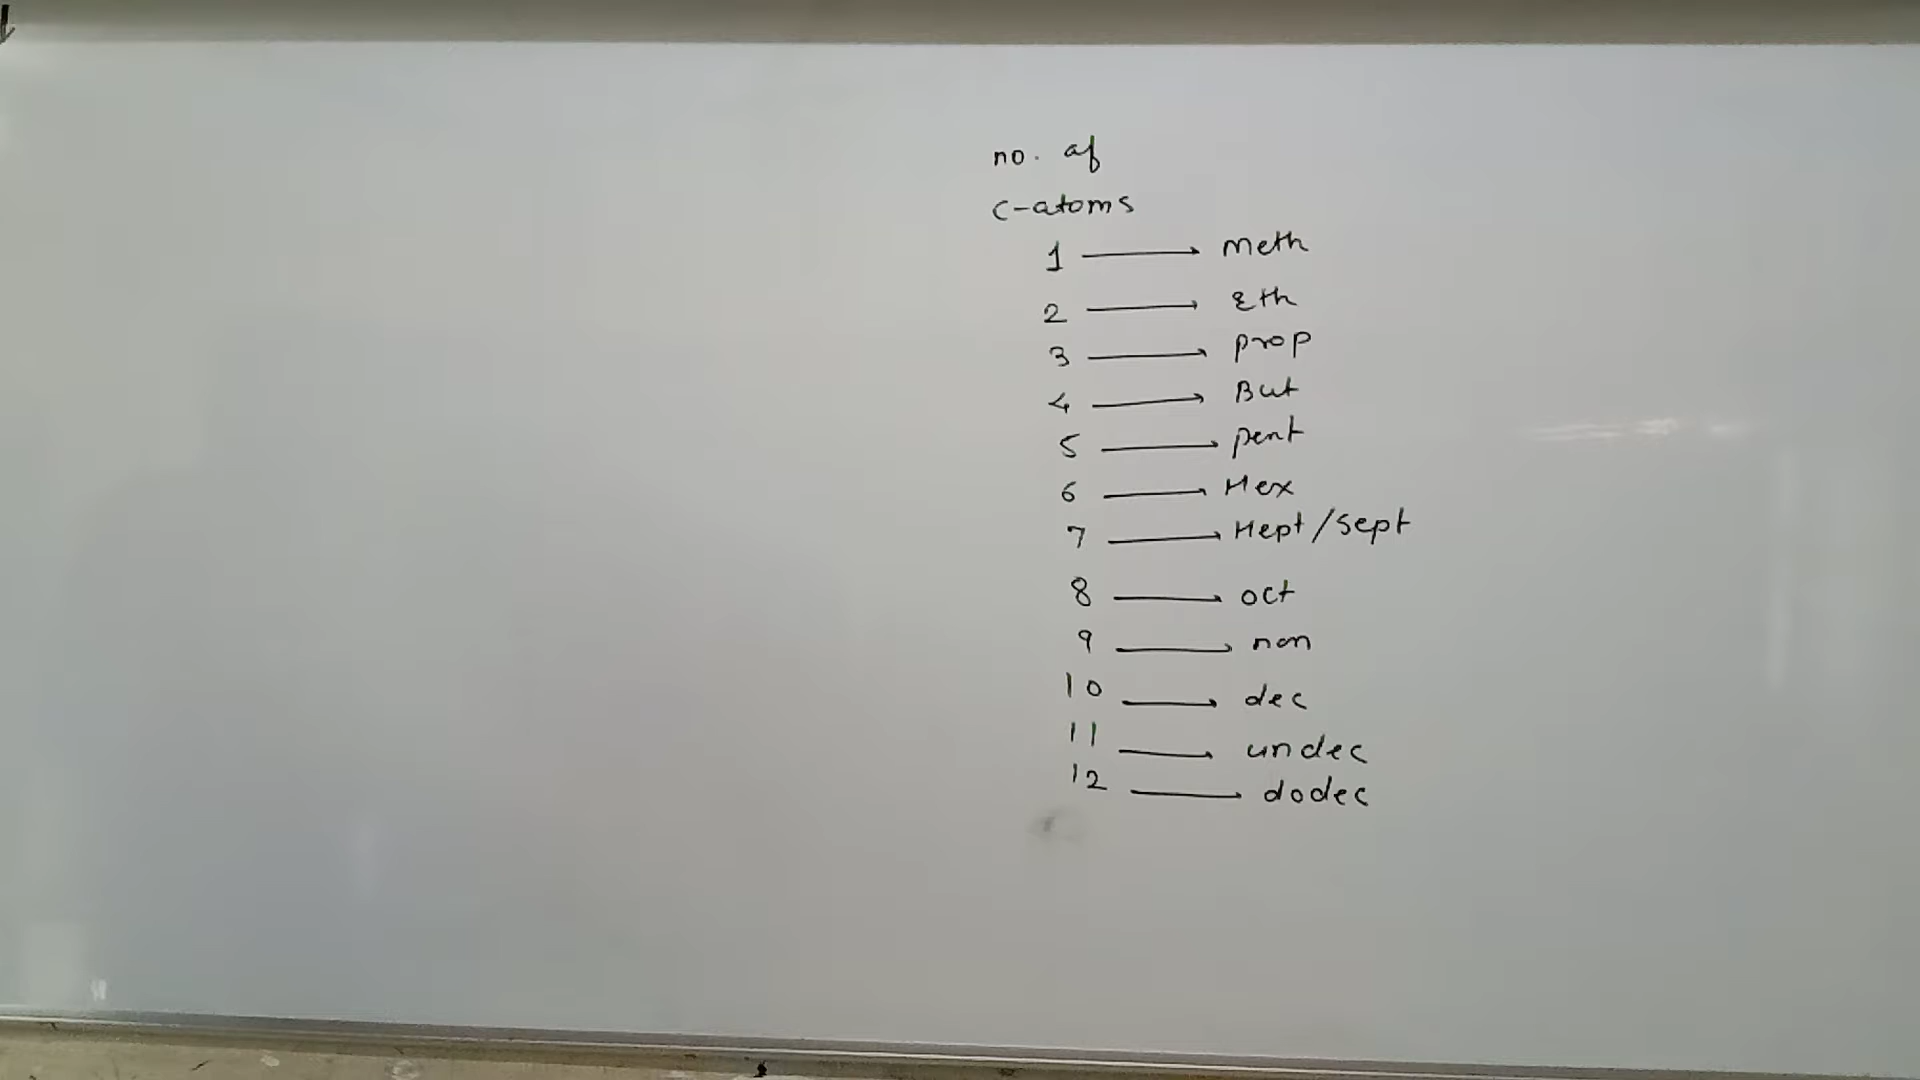 no. of
c-atoms
1 → meth
2 → Eth
3 → prop
4 → But
5 → pent
6 → Hex
7 → Hept/sept
8 → oct
9 → non
10 → dec
11 → undec
12 → dodec